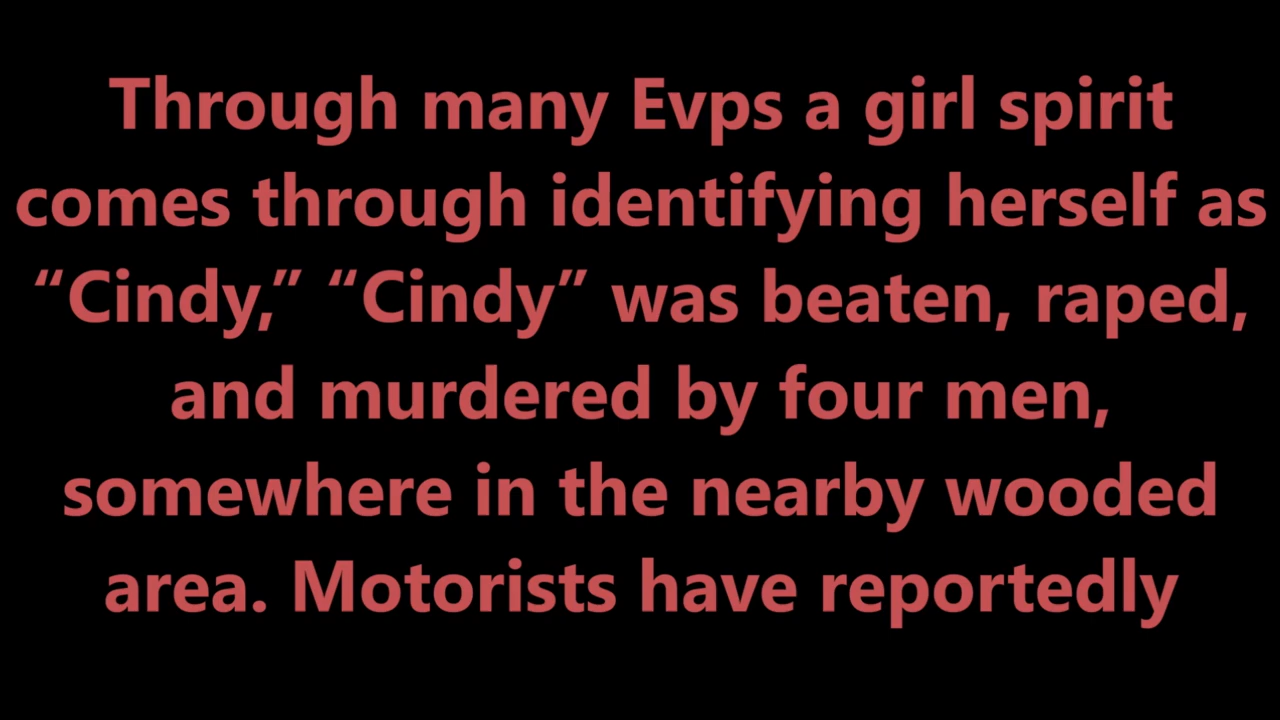 Through many Evps a girl spirit
comes through identifying herself as
“Cindy,” “Cindy” was beaten, raped,
and murdered by four men,
somewhere in the nearby wooded
area. Motorists have reportedly